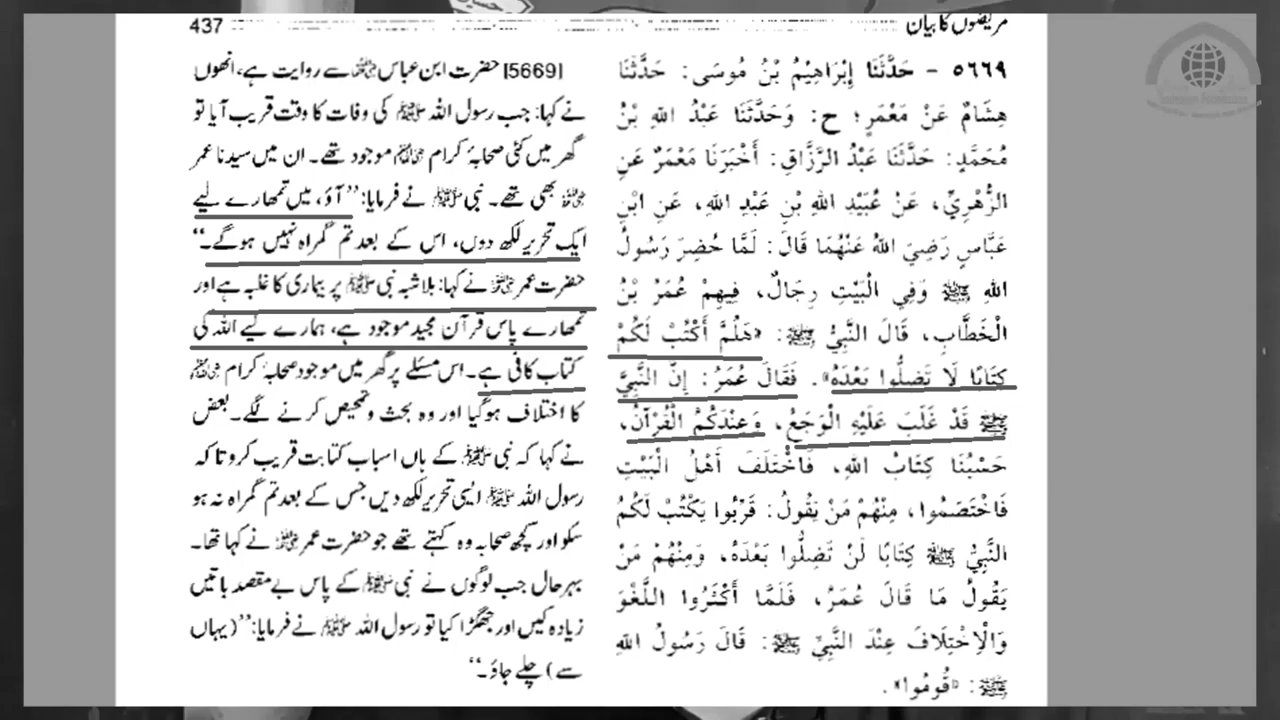 مریضوں کا بیان
437
٥٦٦٩ - حَدَّثَنَا إِبْرَاهِيْمُ بْنُ مُوسَى: حَدَّثَنَا
هِشَامٌ عَنْ مَعْمَرٍ؛ ح: وَحَدَّثَنَا عَبْدُ اللهِ بْنُ
مُحَمَّدٍ: حَدَّثَنَا عَبْدُ الرَّزَّاقِ: أَخْبَرَنَا مَعْمَرٌ عَنِ
الزُّهْرِيِّ، عَنْ عُبَيْدِ اللهِ بْنِ عَبْدِ اللهِ، عَنِ ابْنِ
عَبَّاسٍ رَضِيَ اللهُ عَنْهُمَا قَالَ: لَمَّا حُضِرَ رَسُولُ
اللهِ ﷺ وَفِي الْبَيْتِ رِجَالٌ، فِيهِمْ عُمَرُ بْنُ
الْخَطَّابِ، قَالَ النَّبِيُّ ﷺ: «هَلُمَّ أَكْتُبْ لَكُمْ
كِتَابًا لَا تَضِلُّوا بَعْدَهُ». فَقَالَ عُمَرُ: إِنَّ النَّبِيَّ
ﷺ قَدْ غَلَبَ عَلَيْهِ الْوَجَعُ، وَعِنْدَكُمُ الْقُرْآنُ،
حَسْبُنَا كِتَابُ اللهِ، فَاخْتَلَفَ أَهْلُ الْبَيْتِ
فَاخْتَصَمُوا، مِنْهُمْ مَنْ يَقُولُ: قَرِّبُوا يَكْتُبْ لَكُمُ
النَّبِيُّ ﷺ كِتَابًا لَنْ تَضِلُّوا بَعْدَهُ، وَمِنْهُمْ مَنْ
يَقُولُ مَا قَالَ عُمَرُ، فَلَمَّا أَكْثَرُوا اللَّغْوَ
وَالِاخْتِلَافَ عِنْدَ النَّبِيِّ ﷺ: قَالَ رَسُولُ اللهِ
ﷺ: «قُومُوا».
[5669] حضرت ابن عباس ؓ سے روایت ہے، انھوں
نے کہا: جب رسول اللہ ﷺ کی وفات کا وقت قریب آیا تو
گھر میں کئی صحابۂ کرام ؓ موجود تھے۔ ان میں سیدنا عمر
ؓ بھی تھے۔ نبی ﷺ نے فرمایا: ”آؤ، میں تمھارے لیے
ایک تحریر لکھ دوں، اس کے بعد تم گمراہ نہیں ہوگے۔“
حضرت عمر ؓ نے کہا: بلاشبہ نبی ﷺ پر بیماری کا غلبہ ہے اور
تمھارے پاس قرآن مجید موجود ہے، ہمارے لیے اللہ کی
کتاب کافی ہے۔ اس مسئلے پر گھر میں موجود صحابۂ کرام ؓ
کا اختلاف ہوگیا اور وہ بحث و تمحیص کرنے لگے۔ بعض
نے کہا کہ نبی ﷺ کے ہاں اسباب کتابت قریب کرو تاکہ
رسول اللہ ﷺ ایسی تحریر لکھ دیں جس کے بعد تم گمراہ نہ ہو
سکو اور کچھ صحابہ وہ کہتے تھے جو حضرت عمر ؓ نے کہا تھا۔
بہرحال جب لوگوں نے نبی ﷺ کے پاس بے مقصد باتیں
زیادہ کیں اور جھگڑا کیا تو رسول اللہ ﷺ نے فرمایا: ”(یہاں
سے) چلے جاؤ۔“